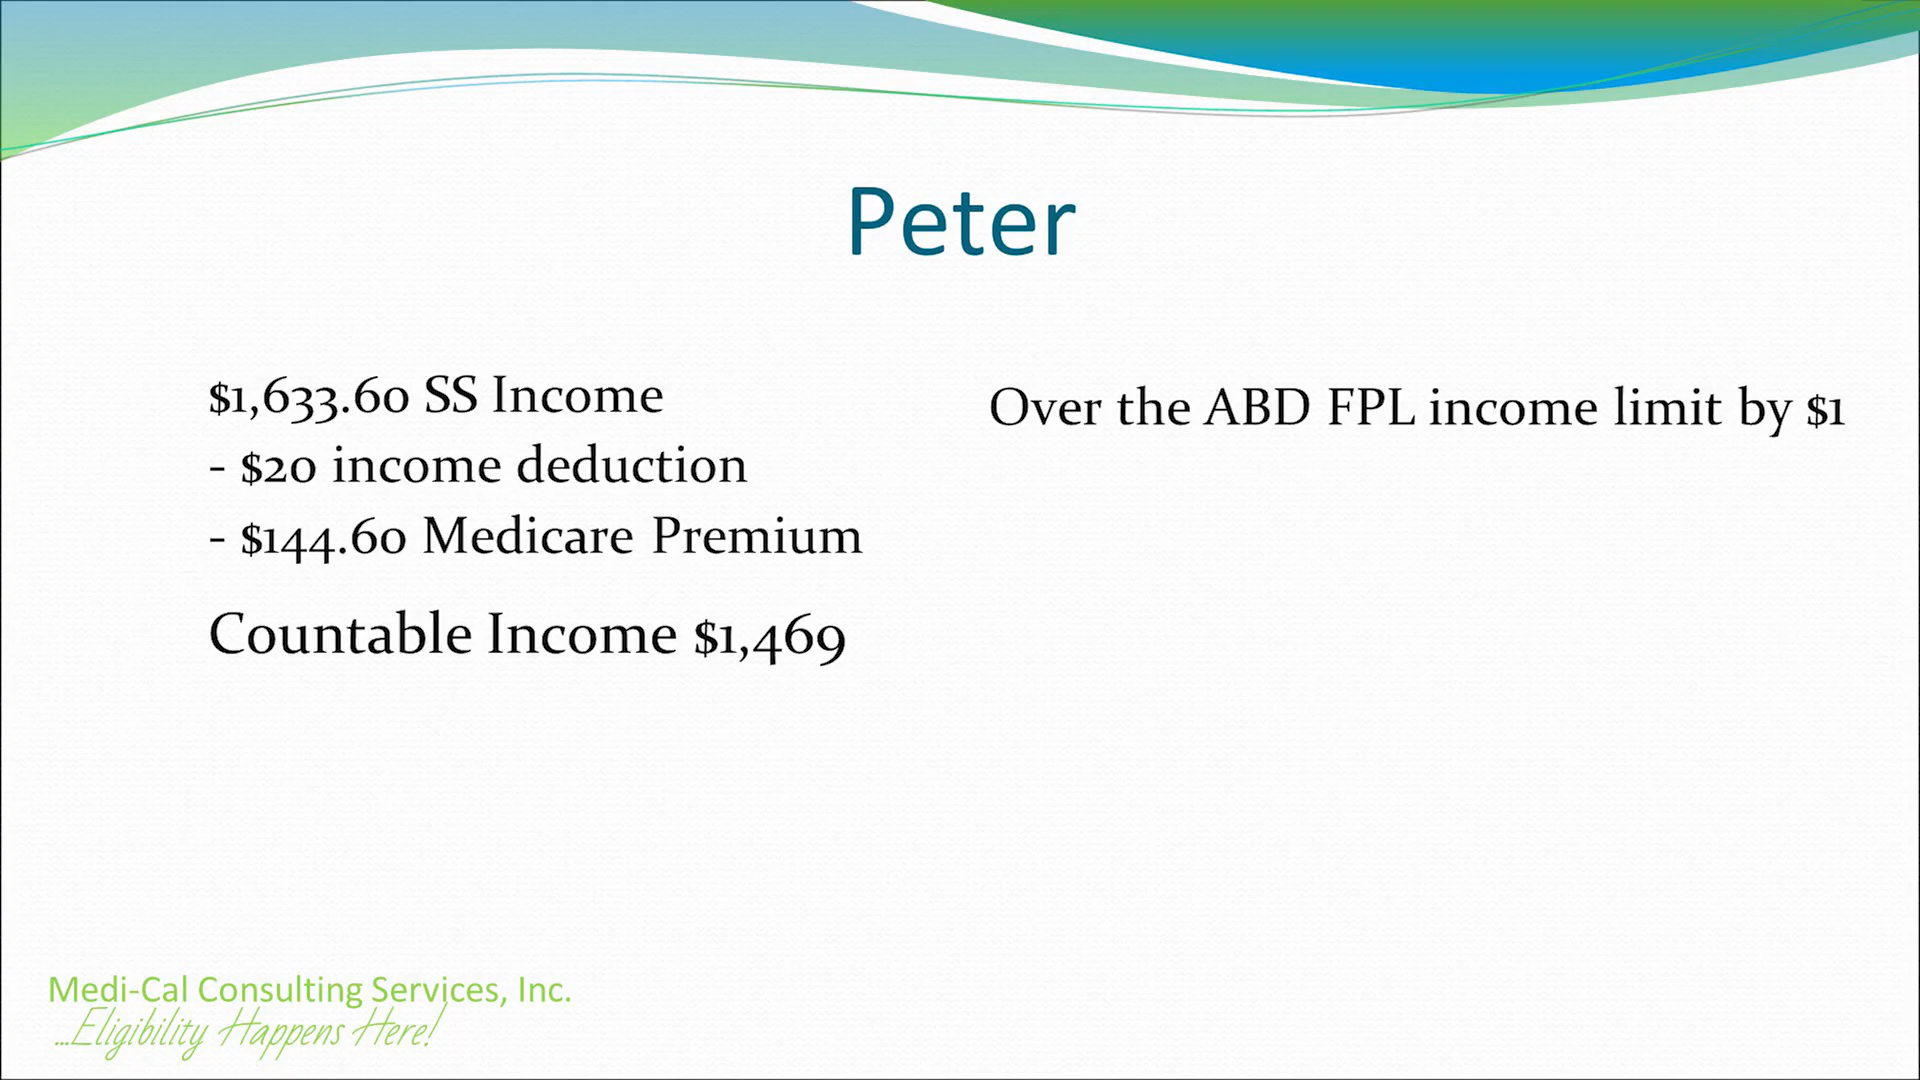 Peter
$1,633.60 SS Income
- $20 income deduction
- $144.60 Medicare Premium
Countable Income $1,469
Over the ABD FPL income limit by $1
Medi-Cal Consulting Services, Inc.
...Eligibility Happens Here!